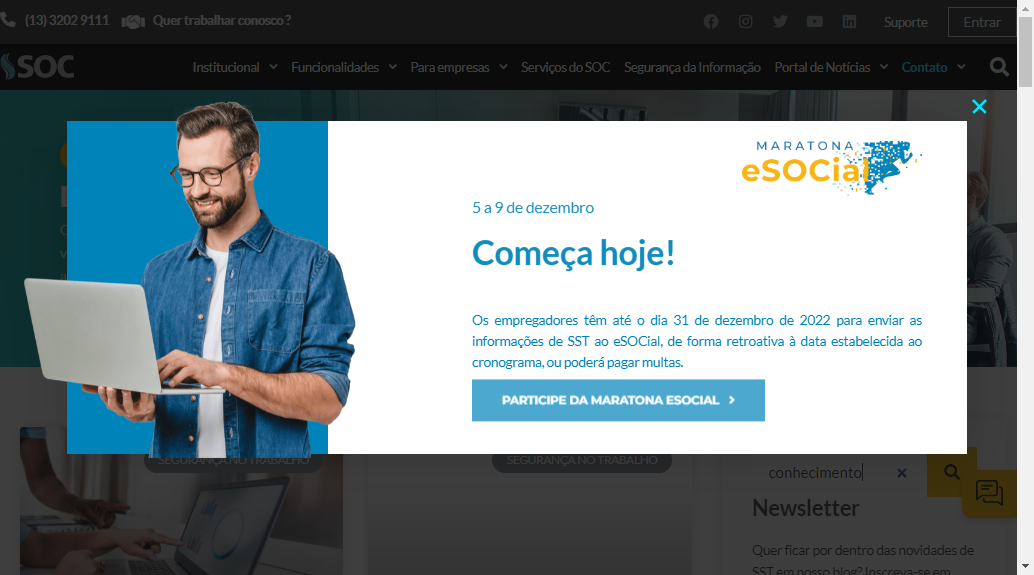 (13) 3202 9111 Quer trabalhar conosco ? Suporte Entrar
SOC Institucional Funcionalidades Para empresas Serviços do SOC Segurança da Informação Portal de Notícias Contato
MARATONA
eSOCial
5 a 9 de dezembro
Começa hoje!
Os empregadores têm até o dia 31 de dezembro de 2022 para enviar as
informações de SST ao eSOCial, de forma retroativa à data estabelecida ao
cronograma, ou poderá pagar multas.
PARTICIPE DA MARATONA ESOCIAL
SEGURANÇA NO TRABALHO SEGURANÇA NO TRABALHO
conhecimento
Newsletter
Quer ficar por dentro das novidades de
SST em nosso blog? Inscreva-se em